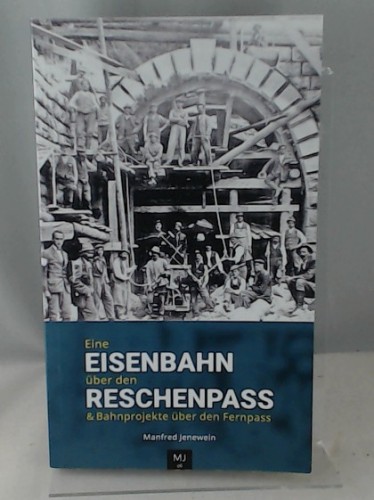 Eine
EISENBAHN
über den
RESCHENPASS
& Bahnprojekte über den Fernpass
Manfred Jenewein
MJ